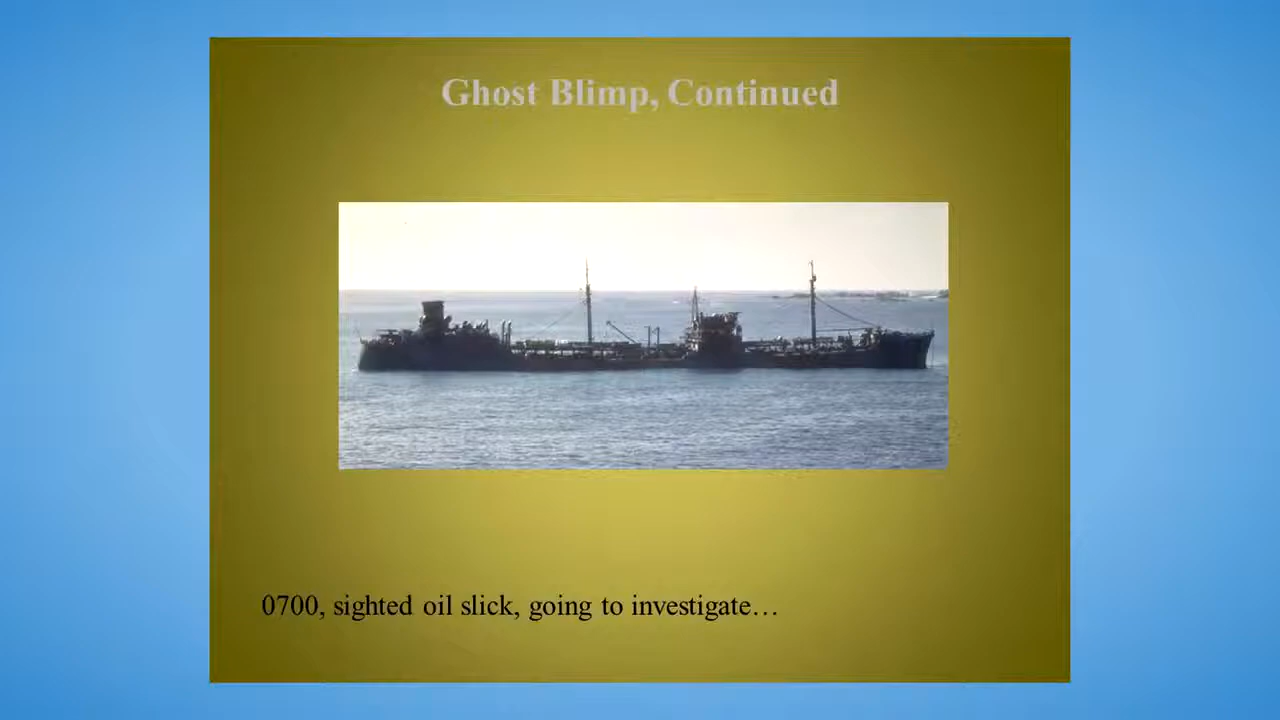 Ghost Blimp, Continued
0700, sighted oil slick, going to investigate…